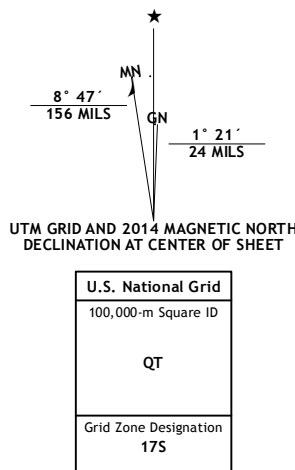 MN
GN
8° 47´
156 MILS
1° 21´
24 MILS
UTM GRID AND 2014 MAGNETIC NORTH
DECLINATION AT CENTER OF SHEET
U.S. National Grid
100,000-m Square ID
QT
Grid Zone Designation
17S